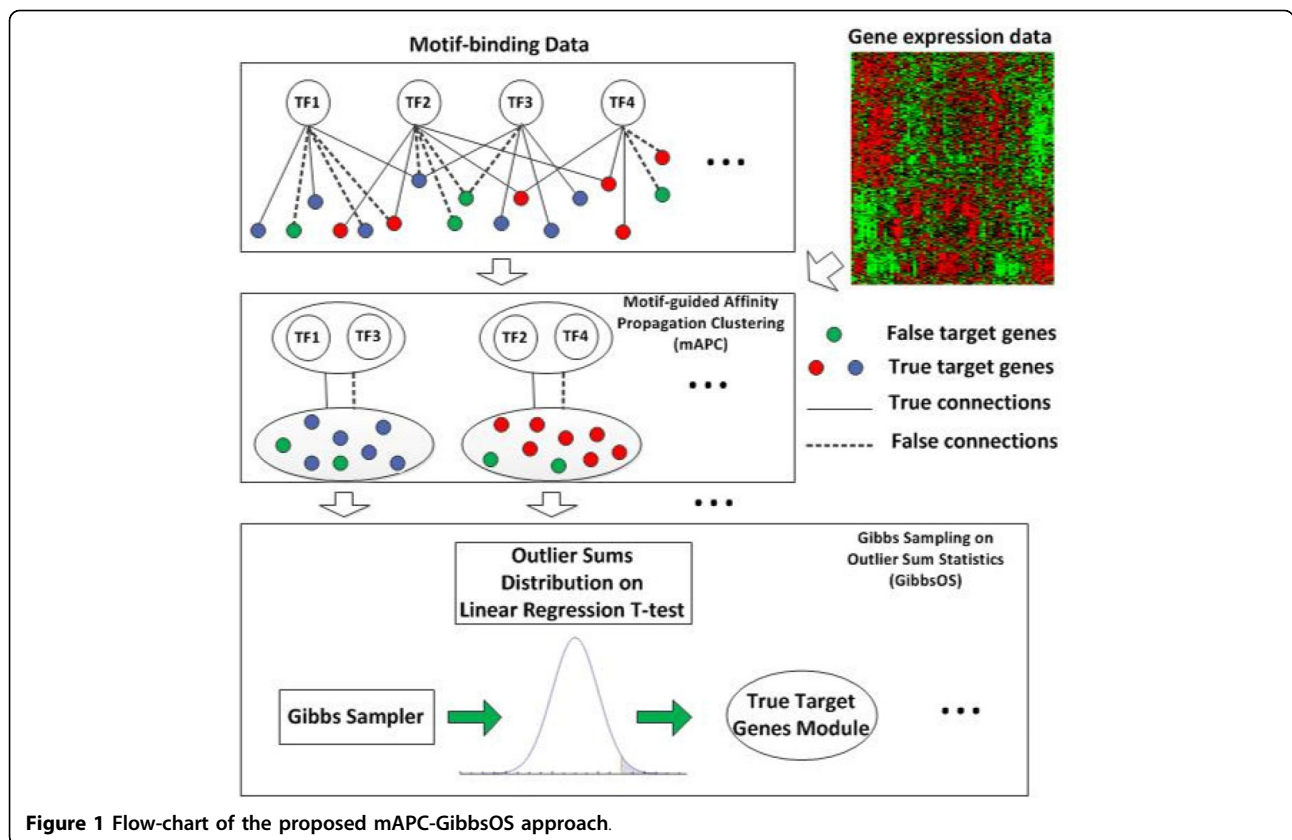 Motif-binding Data
Gene expression data
TF1
TF2
TF3
TF4
...
Motif-guided Affinity
Propagation Clustering
(mAPC)
TF1
TF3
TF2
TF4
...
False target genes
True target genes
True connections
False connections
...
Gibbs Sampling on
Outlier Sum Statistics
(GibbsOS)
Outlier Sums
Distribution on
Linear Regression T-test
Gibbs Sampler
True Target
Genes Module
...
Figure 1 Flow-chart of the proposed mAPC-GibbsOS approach.